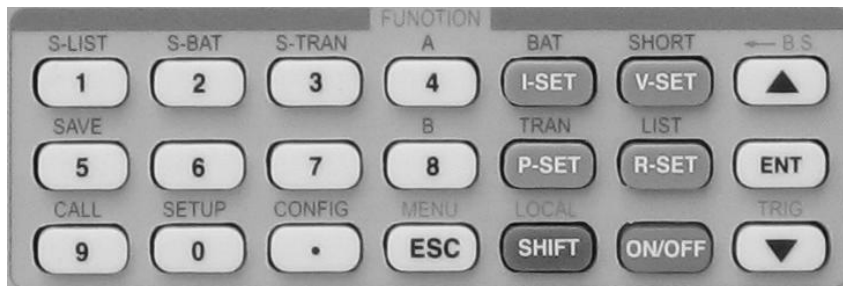 FUNOTION
S-LIST S-BAT S-TRAN A BAT SHORT ← B.S.
1 2 3 4 I-SET V-SET ▲
SAVE B TRAN LIST
5 6 7 8 P-SET R-SET ENT
CALL SETUP CONFIG MENU LOCAL TRIG
9 0 • ESC SHIFT ON/OFF ▼